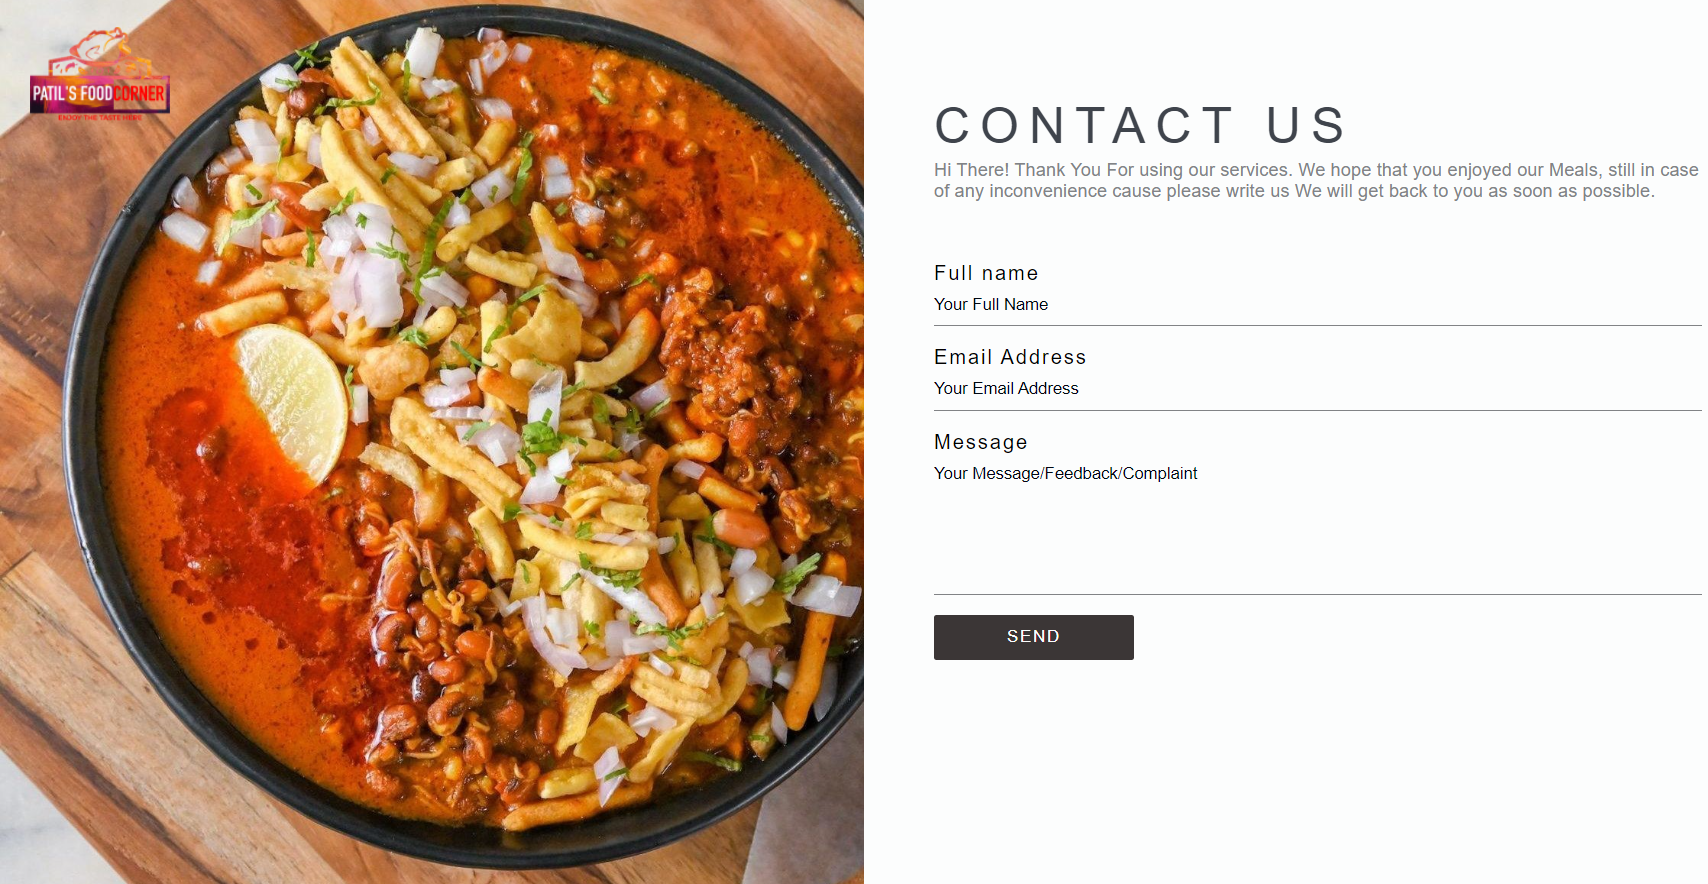 PATIL'S FOODCORNER
ENJOY THE TASTE HERE
CONTACT US
Hi There! Thank You For using our services. We hope that you enjoyed our Meals, still in case
of any inconvenience cause please write us We will get back to you as soon as possible.
Full name
Your Full Name
Email Address
Your Email Address
Message
Your Message/Feedback/Complaint
SEND